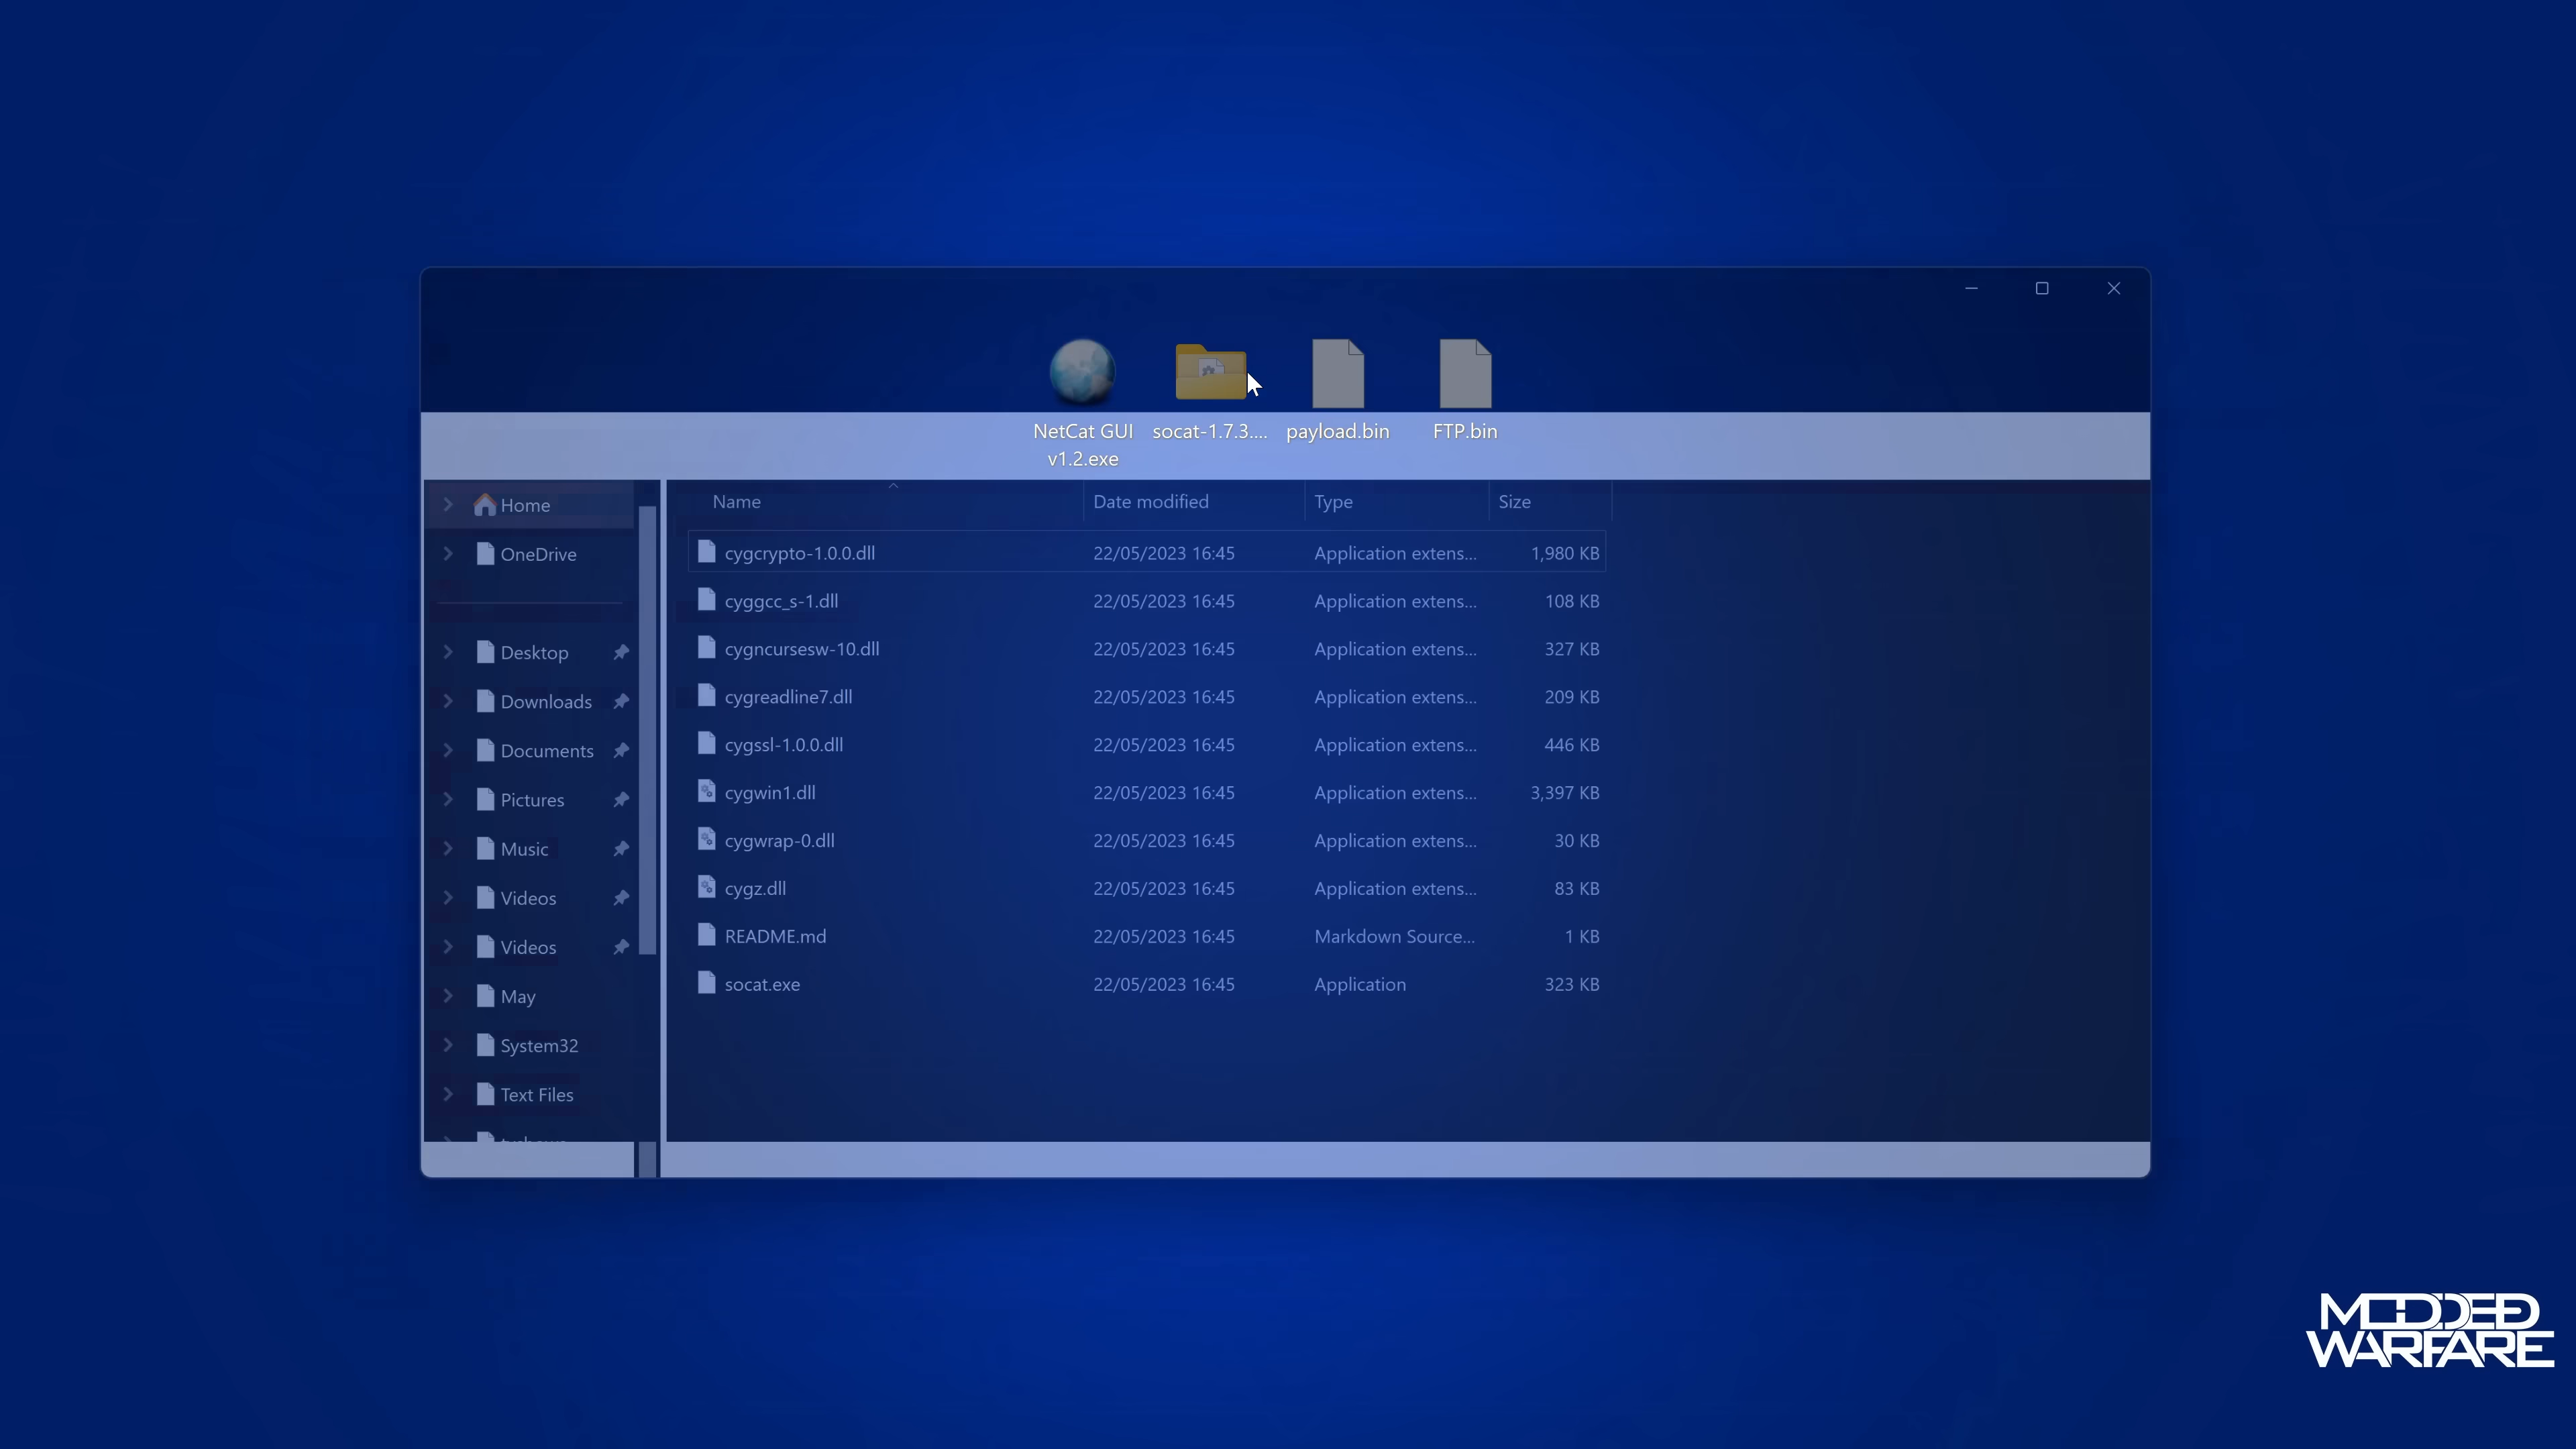 NetCat GUI
v1.2.exe
socat-1.7.3....
payload.bin
FTP.bin
Home
OneDrive
Desktop
Downloads
Documents
Pictures
Music
Videos
Videos
May
System32
Text Files
Name Date modified Type Size
cygcrypto-1.0.0.dll 22/05/2023 16:45 Application extens... 1,980 KB
cyggcc_s-1.dll 22/05/2023 16:45 Application extens... 108 KB
cygncursesw-10.dll 22/05/2023 16:45 Application extens... 327 KB
cygreadline7.dll 22/05/2023 16:45 Application extens... 209 KB
cygssl-1.0.0.dll 22/05/2023 16:45 Application extens... 446 KB
cygwin1.dll 22/05/2023 16:45 Application extens... 3,397 KB
cygwrap-0.dll 22/05/2023 16:45 Application extens... 30 KB
cygz.dll 22/05/2023 16:45 Application extens... 83 KB
README.md 22/05/2023 16:45 Markdown Source... 1 KB
socat.exe 22/05/2023 16:45 Application 323 KB
MODDED
WARFARE